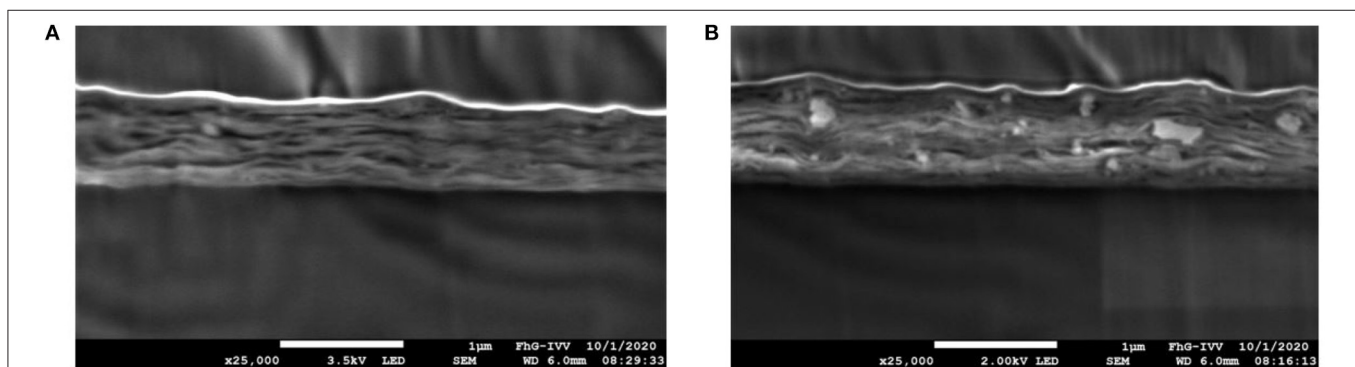 A
B
1µm FhG-IVV 10/1/2020
x25,000 3.5kV LED SEM WD 6.0mm 08:29:33
1µm FhG-IVV 10/1/2020
x25,000 2.00kV LED SEM WD 6.0mm 08:16:13